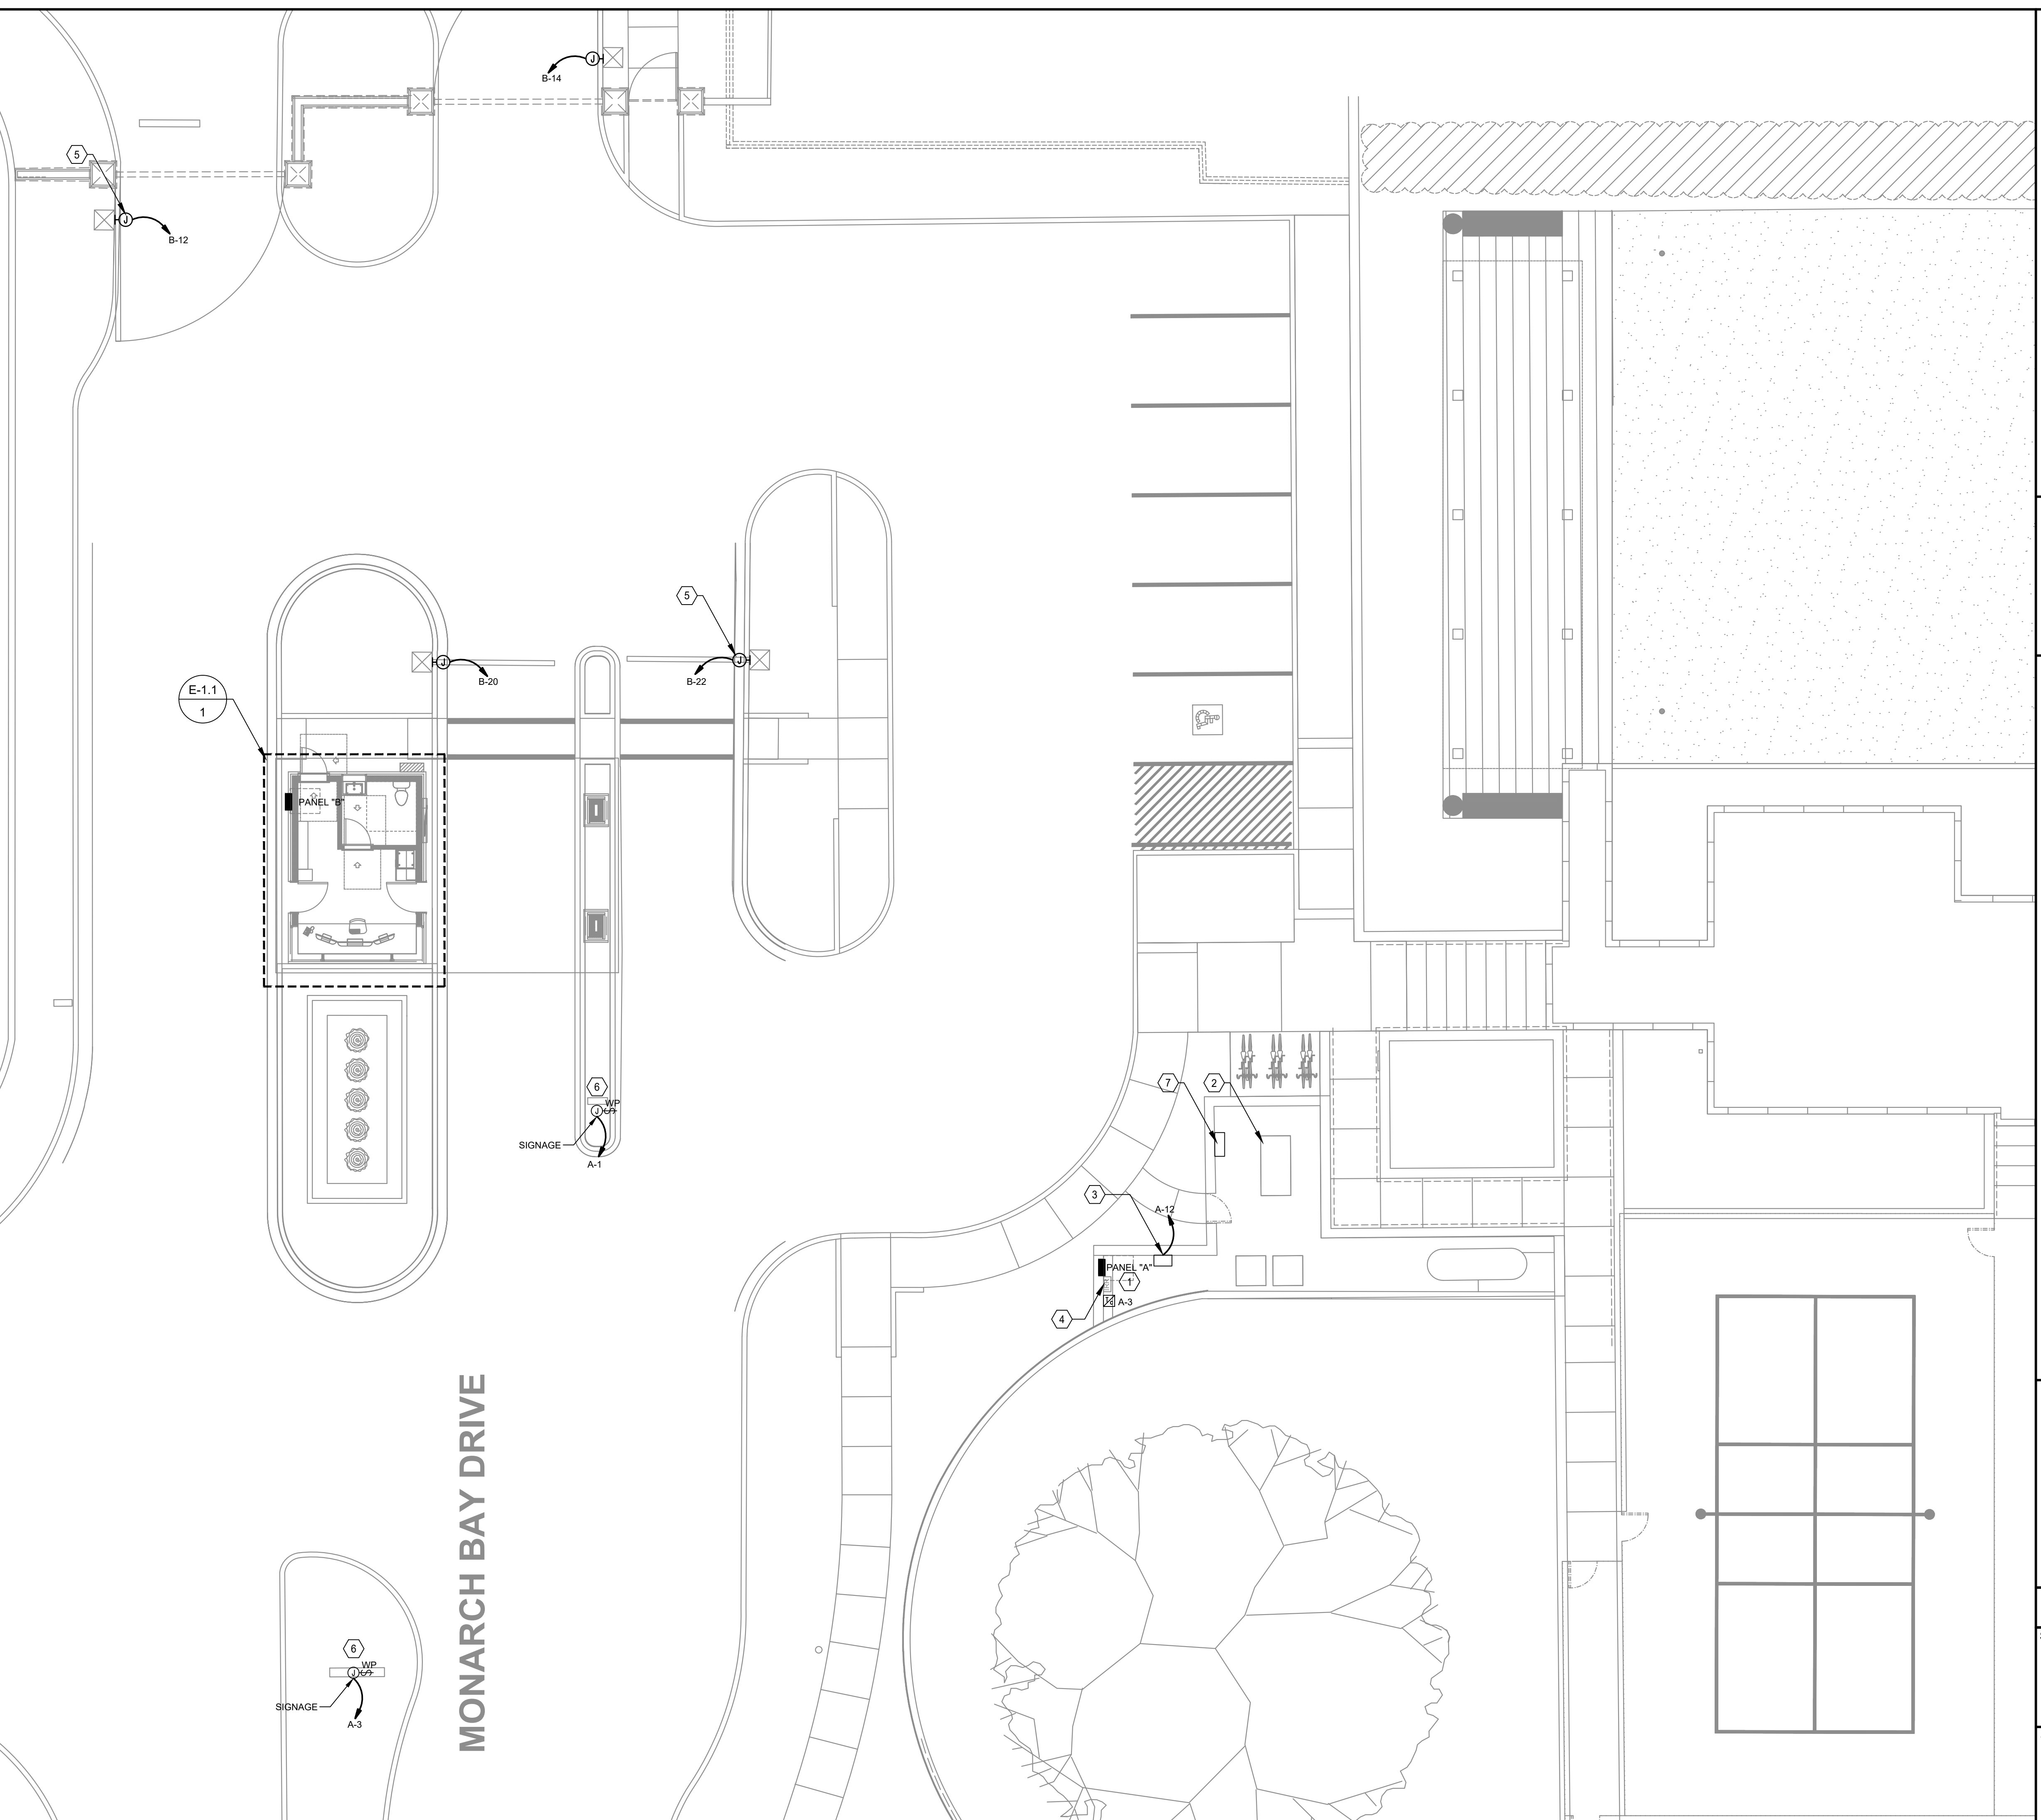 B-14
5
B-12
5
B-20
B-22
E-1.1
1
PANEL "B"
6
WP
J
SIGNAGE
A-1
7
2
3
A-12
PANEL "A"
1
A-3
4
MONARCH BAY DRIVE
6
WP
J
SIGNAGE
A-3
J
J
J
J